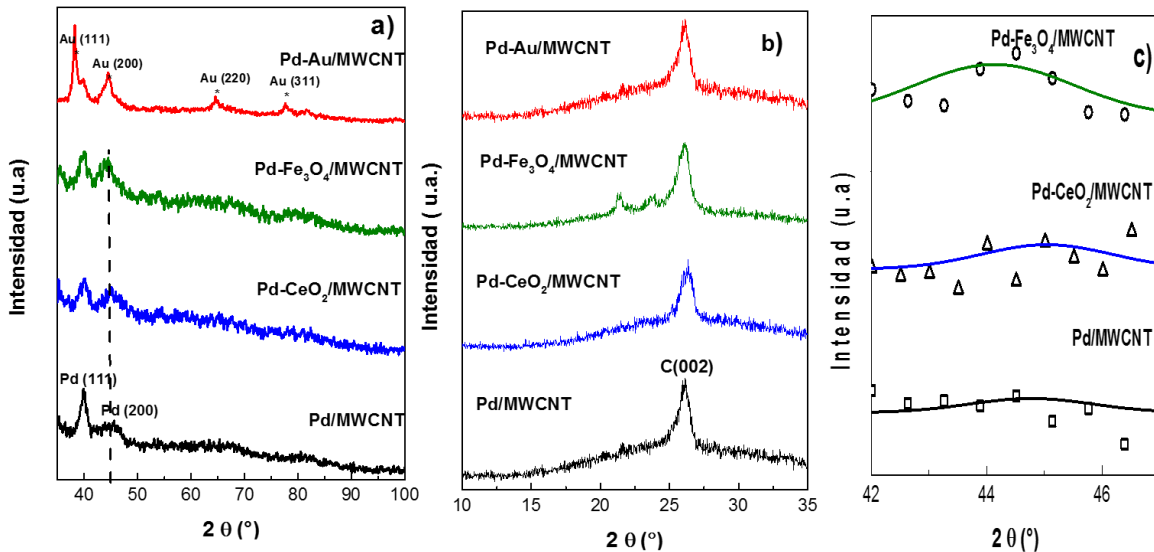 a)
Au (111)
*
Au (200)
Pd-Au/MWCNT
Au (220)
*
Au (311)
*
Pd-Fe₃O₄/MWCNT
Pd-CeO₂/MWCNT
Pd (111)
Pd (200)
Pd/MWCNT
Intensidad (u.a)
40 50 60 70 80 90 100
2 θ (°)
b)
Pd-Au/MWCNT
Pd-Fe₃O₄/MWCNT
Pd-CeO₂/MWCNT
C(002)
Pd/MWCNT
Intensidad ( u.a.)
10 15 20 25 30 35
2 θ (°)
c)
Pd-Fe₃O₄/MWCNT
Pd-CeO₂/MWCNT
Pd/MWCNT
Intensidad (u.a)
42 44 46
2 θ (°)